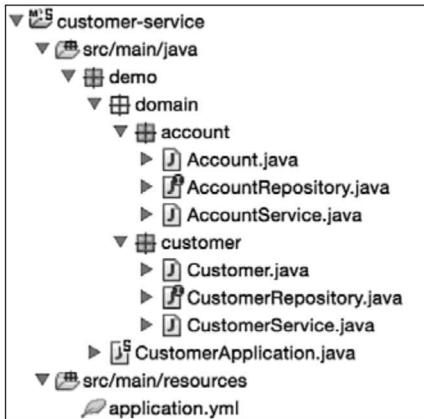 customer-service
src/main/java
demo
domain
account
Account.java
AccountRepository.java
AccountService.java
customer
Customer.java
CustomerRepository.java
CustomerService.java
CustomerApplication.java
src/main/resources
application.yml